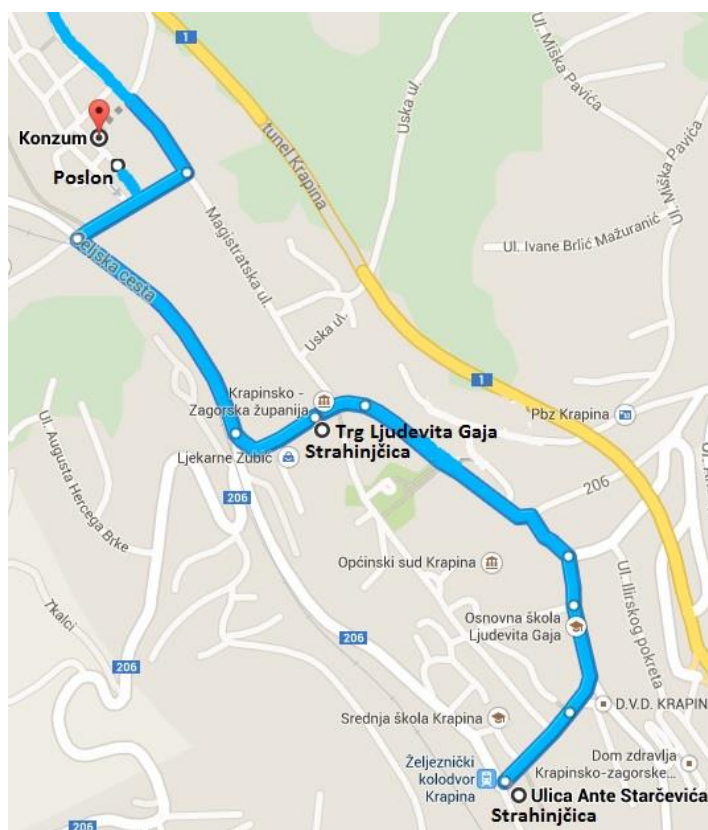 1
Ul. Miška Pavića
Uska ul.
tunel Krapina
Konzum
Poslon
Ul. Miška Pavića
Magistratska ul.
Ul. Ivane Brlić Mažuranić
eljska cesta
Uska ul.
1
Krapinsko -
Zagorska županija
Pbz Krapina
Trg Ljudevita Gaja
Strahinjčica
Ljekarne Zubić
Ul. Augusta Hercega Brke
206
206
Općinski sud Krapina
Ul. Ilirskog pokreta
Osnovna škola
Ljudevita Gaja
7kalci
206
206
D.V.D. KRAPIN
Srednja škola Krapina
Željeznički
kolodvor
Krapina
Dom zdravlja
Krapinsko-zagorske...
Ulica Ante Starčevića
Strahinjčica
206